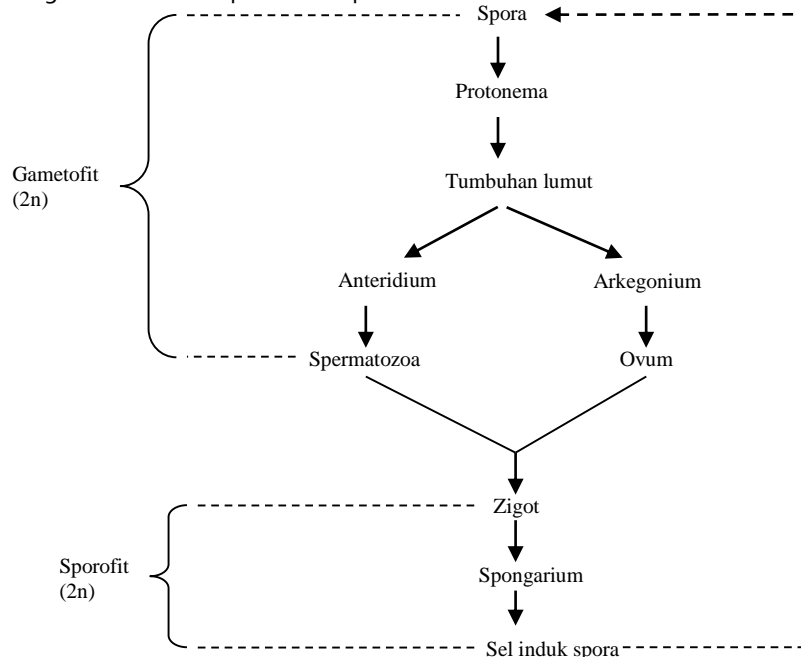 Spora
Protonema
Gametofit
(2n)
Tumbuhan lumut
Anteridium
Arkegonium
Spermatozoa
Ovum
Zigot
Sporofit
(2n)
Spongarium
Sel induk spora